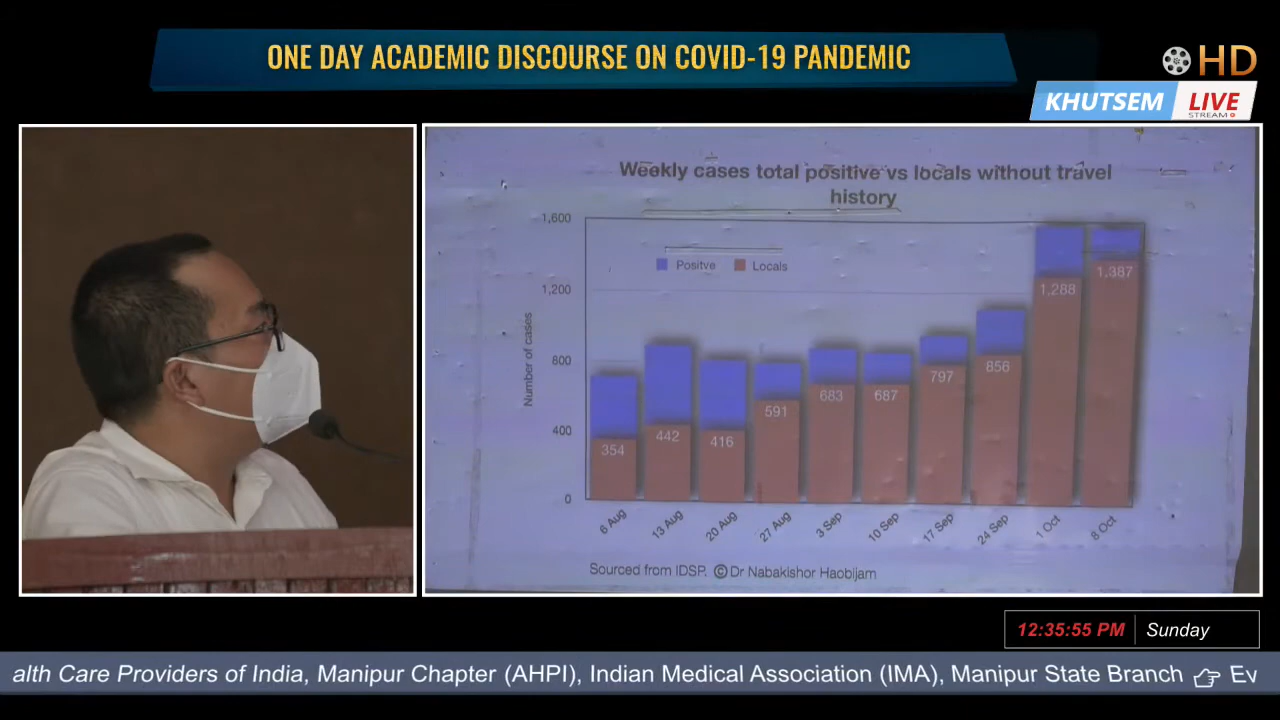 ONE DAY ACADEMIC DISCOURSE ON COVID-19 PANDEMIC
HD
KHUTSEM LIVE
STREAM
Weekly cases total positive vs locals without travel
history
1,600
1,200
800
400
0
Number of cases
Positve Locals
354
442
416
591
683
687
797
856
1,288
1,387
6 Aug
13 Aug
20 Aug
27 Aug
3 Sep
10 Sep
17 Sep
24 Sep
1 Oct
8 Oct
Sourced from IDSP. © Dr Nabakishor Haobijam
12:35:55 PM Sunday
alth Care Providers of India, Manipur Chapter (AHPI), Indian Medical Association (IMA), Manipur State Branch 👉 Ev